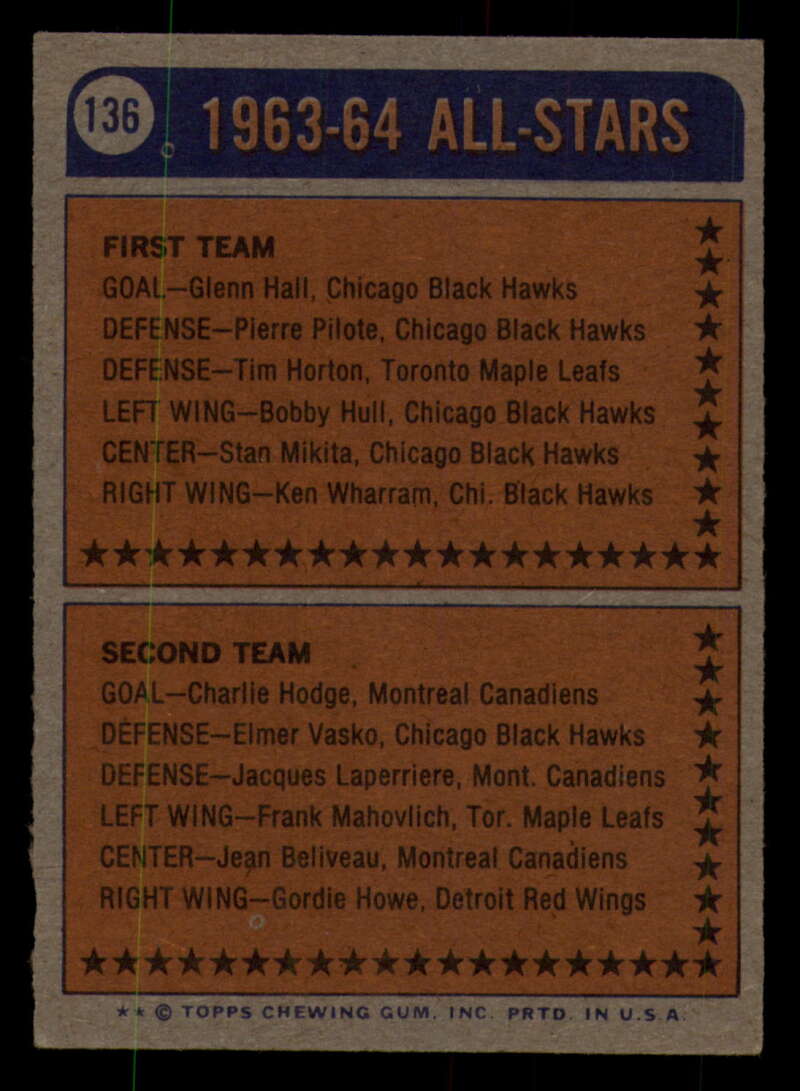 136
1963-64 ALL-STARS
FIRST TEAM
GOAL—Glenn Hall, Chicago Black Hawks
DEFENSE—Pierre Pilote, Chicago Black Hawks
DEFENSE—Tim Horton, Toronto Maple Leafs
LEFT WING—Bobby Hull, Chicago Black Hawks
CENTER—Stan Mikita, Chicago Black Hawks
RIGHT WING—Ken Wharram, Chi. Black Hawks
SECOND TEAM
GOAL—Charlie Hodge, Montreal Canadiens
DEFENSE—Elmer Vasko, Chicago Black Hawks
DEFENSE—Jacques Laperriere, Mont. Canadiens
LEFT WING—Frank Mahovlich, Tor. Maple Leafs
CENTER—Jean Beliveau, Montreal Canadiens
RIGHT WING—Gordie Howe, Detroit Red Wings
★★ © TOPPS CHEWING GUM, INC. PRTD. IN U.S.A.